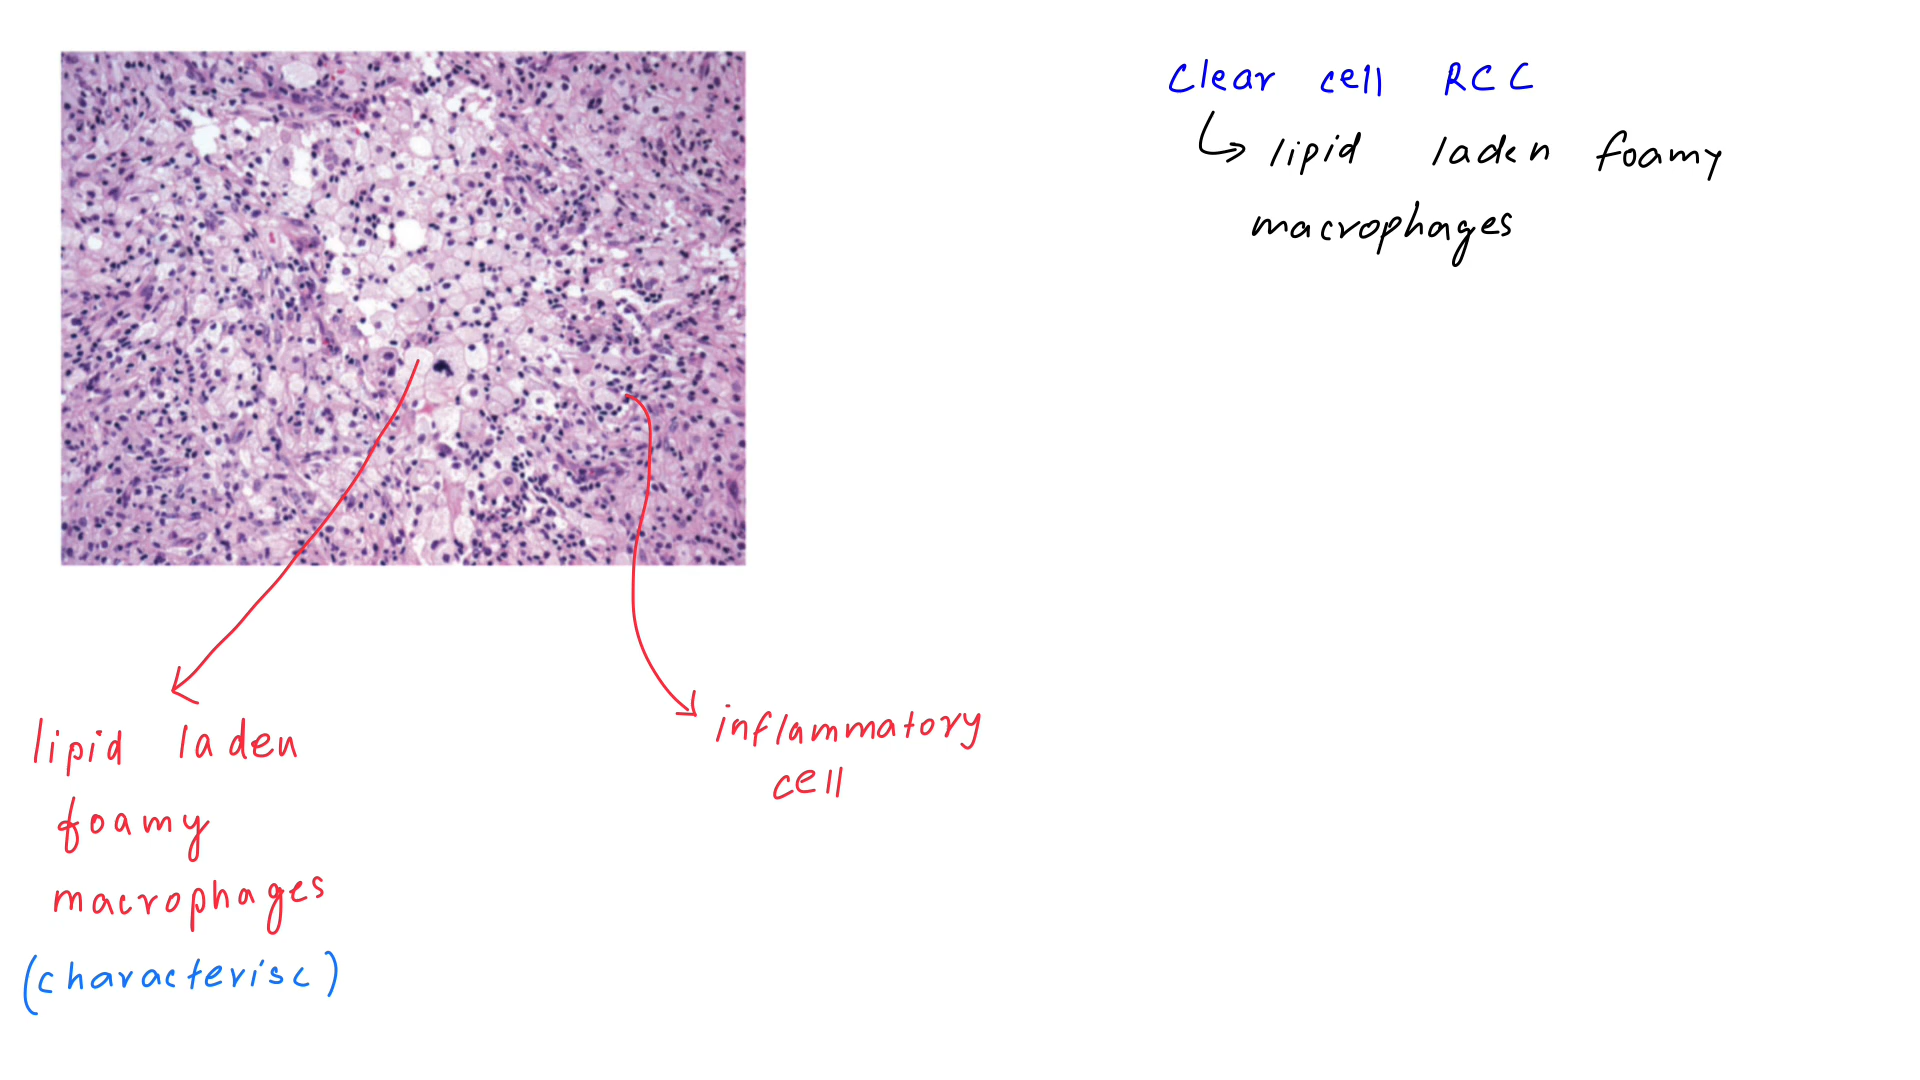 clear cell RCC
lipid laden foamy
macrophages
lipid laden
foamy
macrophages
(characterisc)
inflammatory
cell